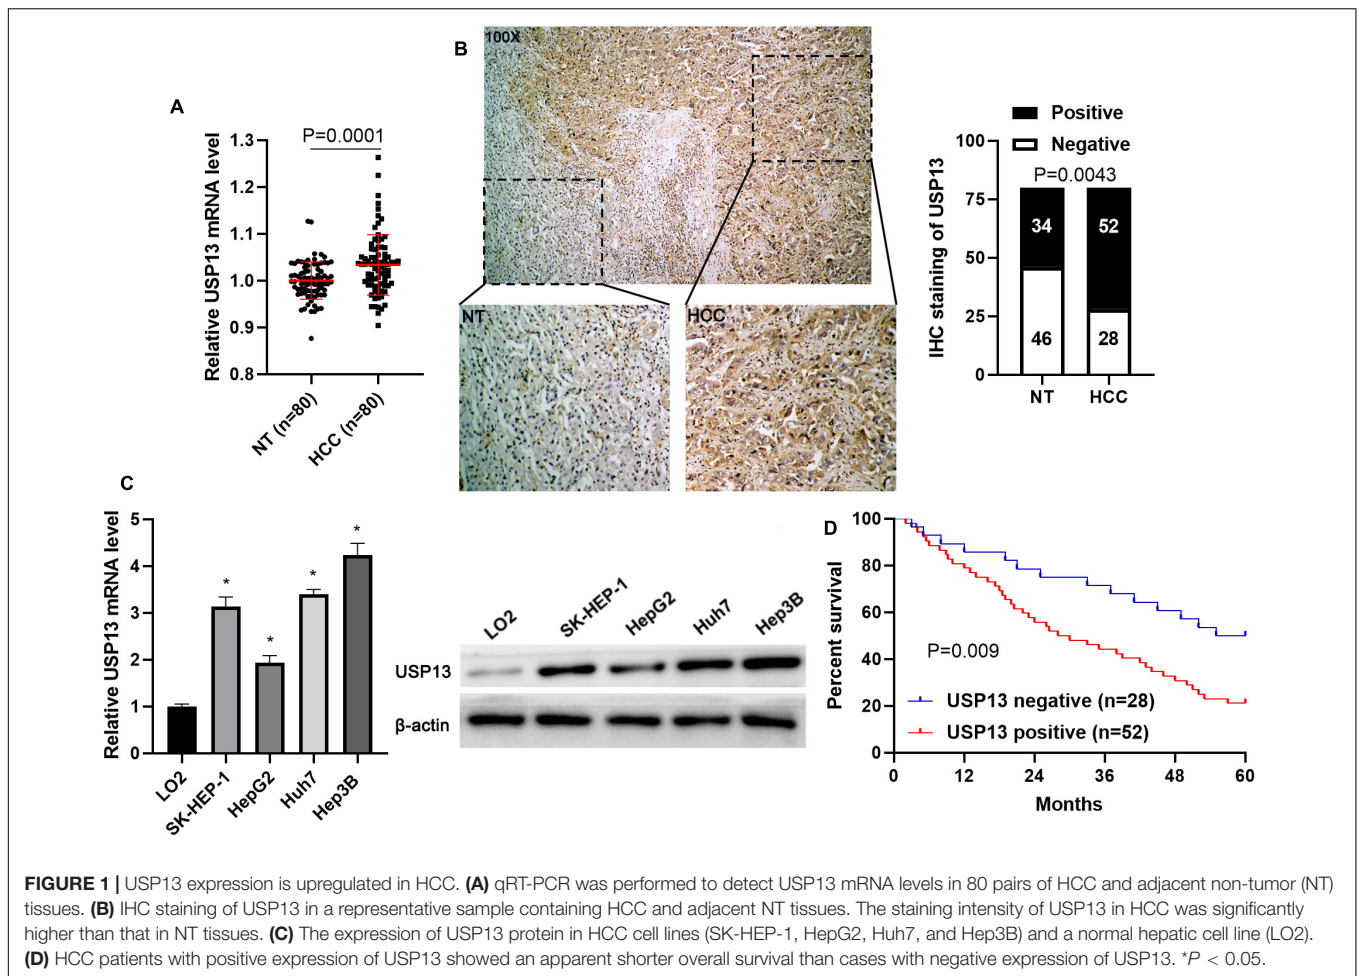 A
P=0.0001
Relative USP13 mRNA level
1.3
1.2
1.1
1.0
0.9
0.8
NT (n=80)
HCC (n=80)
B
100X
NT
HCC
Positive
Negative
P=0.0043
IHC staining of USP13
100
75
50
25
0
34
52
46
28
NT
HCC
C
Relative USP13 mRNA level
5
4
3
2
1
0
*
*
*
*
LO2
SK-HEP-1
HepG2
Huh7
Hep3B
LO2
SK-HEP-1
HepG2
Huh7
Hep3B
USP13
β-actin
D
Percent survival
100
80
60
40
20
0
P=0.009
USP13 negative (n=28)
USP13 positive (n=52)
0
12
24
36
48
60
Months
FIGURE 1 | USP13 expression is upregulated in HCC. (A) qRT-PCR was performed to detect USP13 mRNA levels in 80 pairs of HCC and adjacent non-tumor (NT)
tissues. (B) IHC staining of USP13 in a representative sample containing HCC and adjacent NT tissues. The staining intensity of USP13 in HCC was significantly
higher than that in NT tissues. (C) The expression of USP13 protein in HCC cell lines (SK-HEP-1, HepG2, Huh7, and Hep3B) and a normal hepatic cell line (LO2).
(D) HCC patients with positive expression of USP13 showed an apparent shorter overall survival than cases with negative expression of USP13. *P < 0.05.